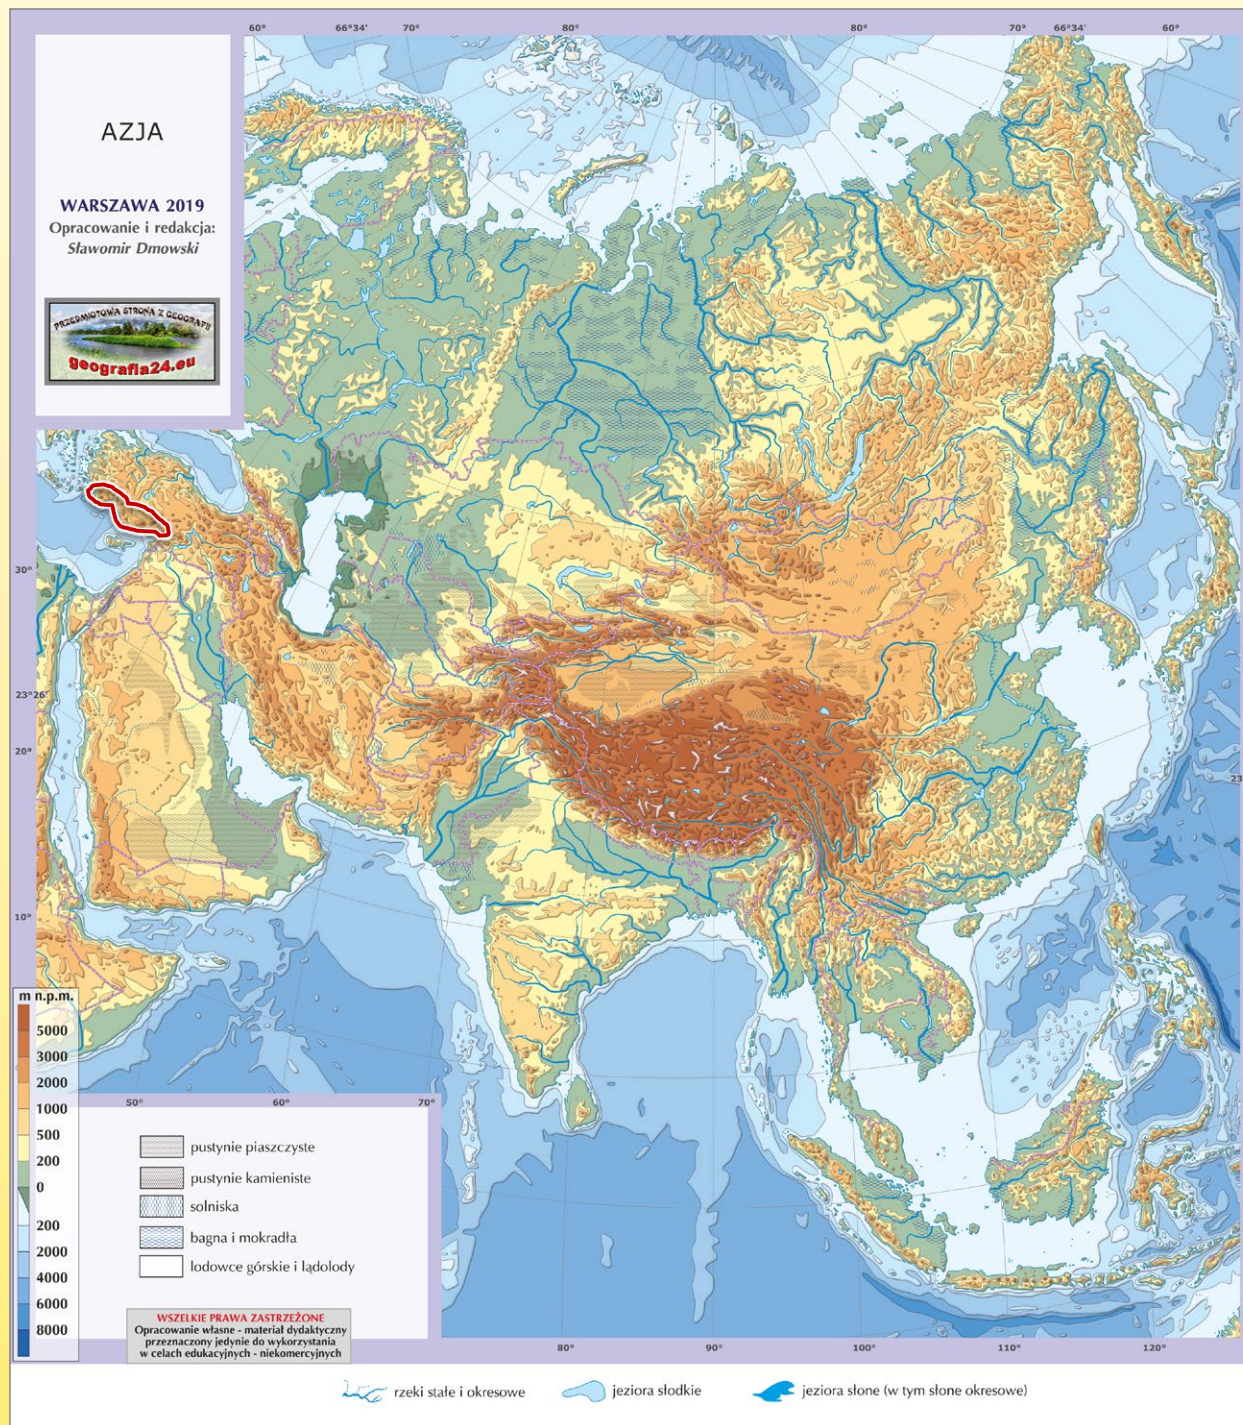 60° 66°34' 70° 80° 80° 70° 66°34' 60°
AZJA
WARSZAWA 2019
Opracowanie i redakcja:
Sławomir Dmowski
PRZEDMIOTOWA STRONA Z GEOGRAFII
geografia24.eu
30°
23°26'
20°
10°
23
m n.p.m.
5000
3000
2000
1000
500
200
0
200
2000
4000
6000
8000
50° 60° 70°
pustynie piaszczyste
pustynie kamieniste
solniska
bagna i mokradła
lodowce górskie i lądolody
WSZELKIE PRAWA ZASTRZEŻONE
Opracowanie własne - materiał dydaktyczny
przeznaczony jedynie do wykorzystania
w celach edukacyjnych - niekomercyjnych
80° 90° 100° 110° 120°
rzeki stałe i okresowe jeziora słodkie jeziora słone (w tym słone okresowe)